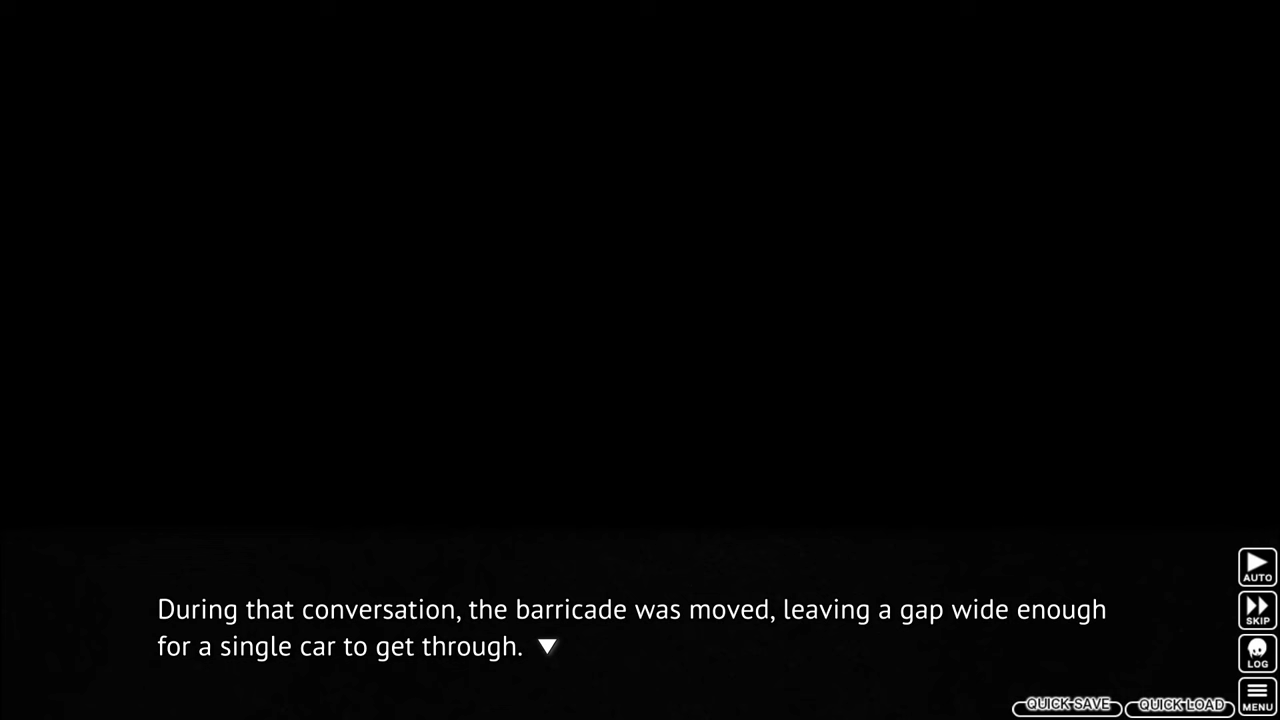 During that conversation, the barricade was moved, leaving a gap wide enough
for a single car to get through.
AUTO
SKIP
LOG
MENU
QUICK SAVE QUICK LOAD